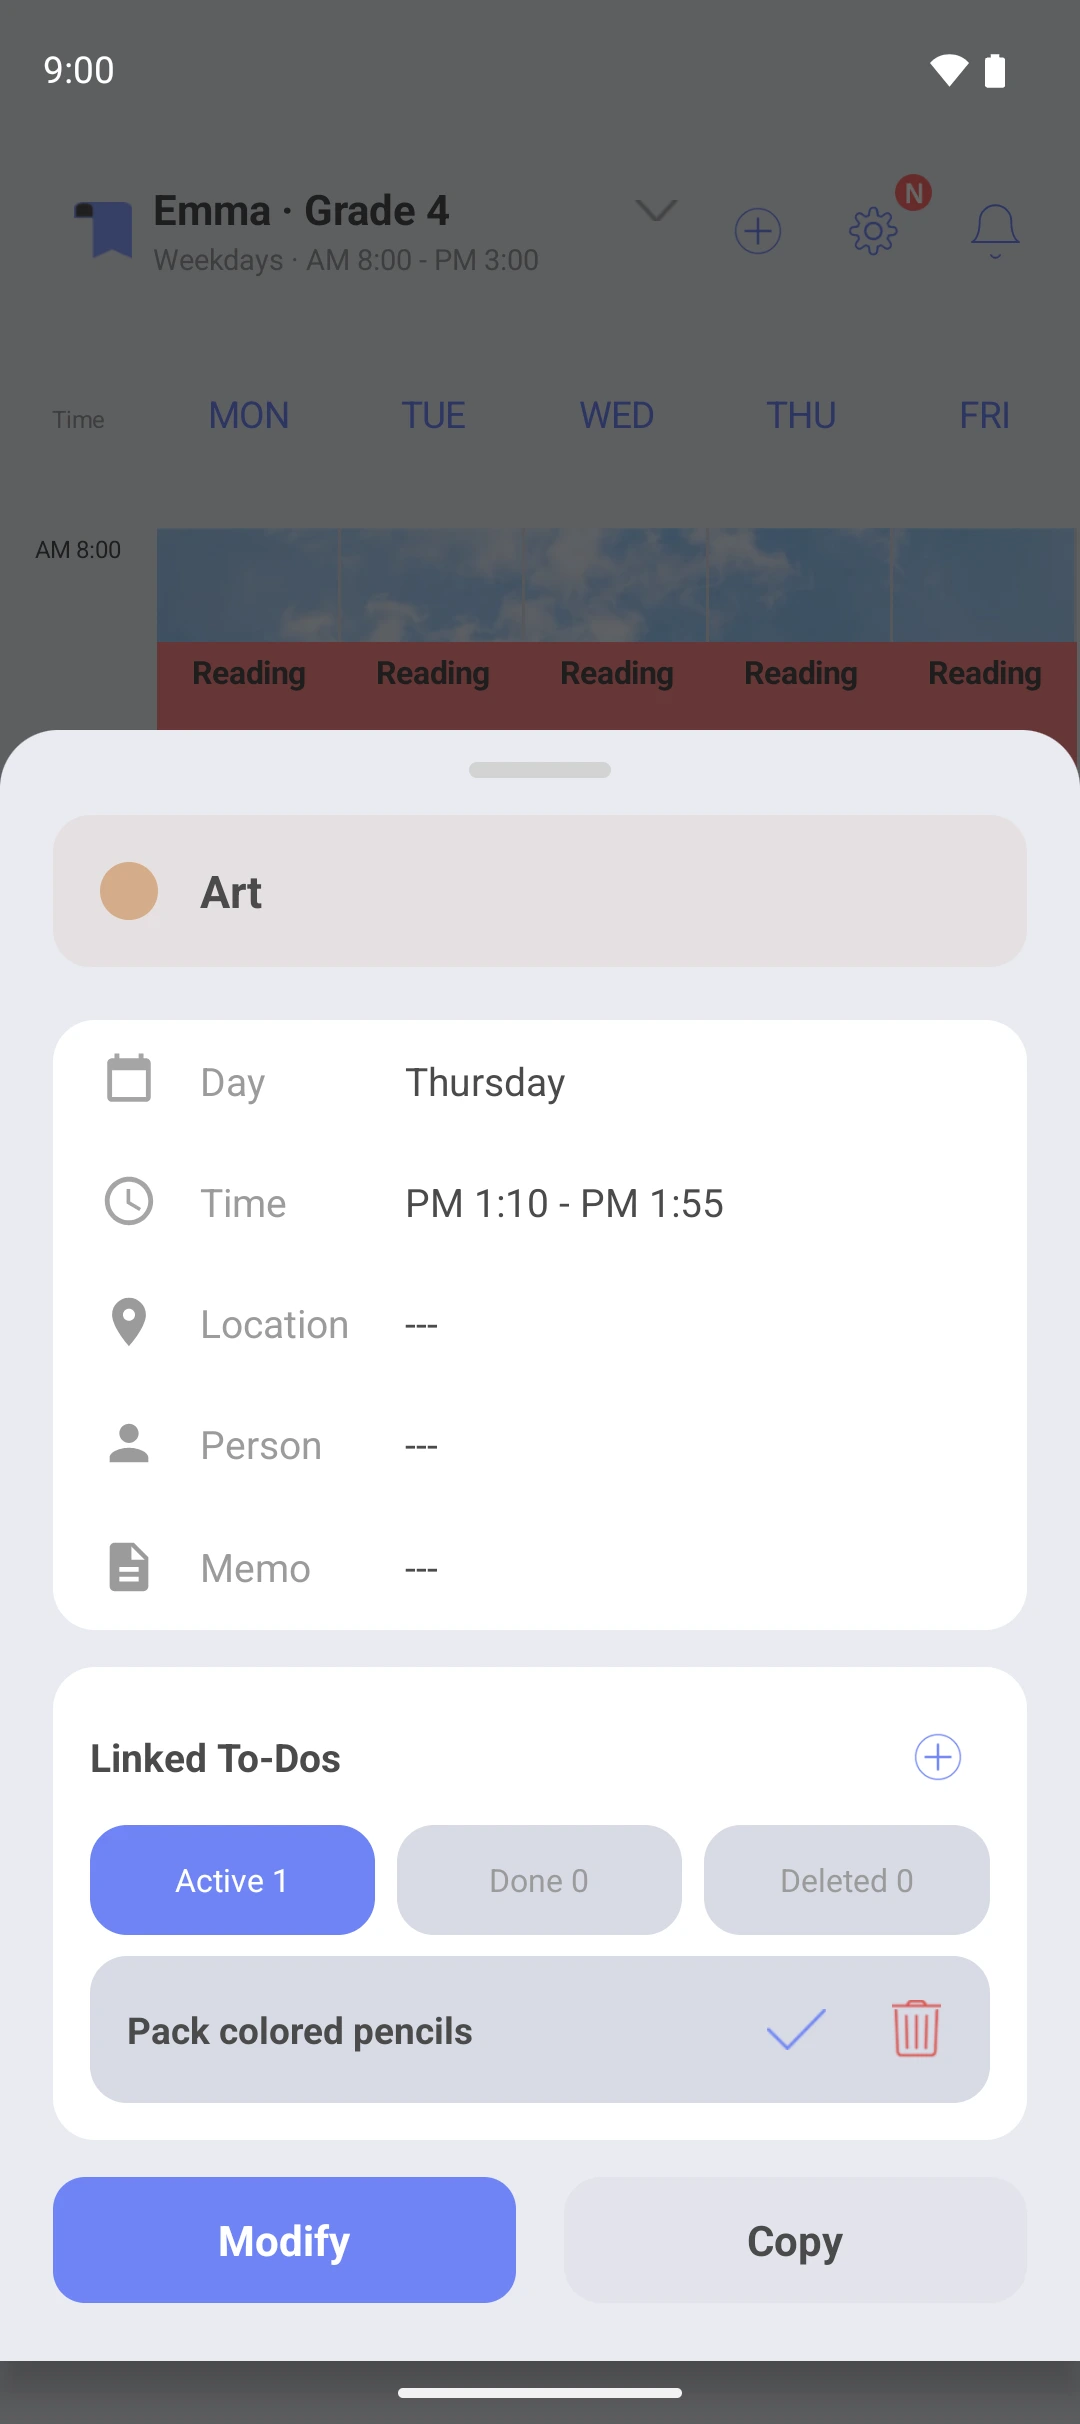 9:00
Emma · Grade 4
N
Weekdays · AM 8:00 - PM 3:00
Time MON TUE WED THU FRI
AM 8:00
Reading Reading Reading Reading Reading
Art
Day Thursday
Time PM 1:10 - PM 1:55
Location ---
Person ---
Memo ---
Linked To-Dos
Active 1 Done 0 Deleted 0
Pack colored pencils
Modify Copy